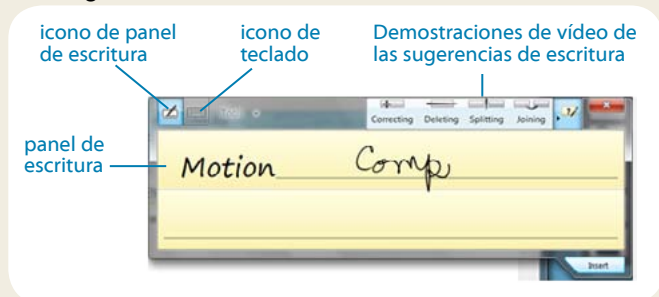 icono de panel
de escritura
icono de
teclado
Demostraciones de vídeo de
las sugerencias de escritura
Tools
Correcting Deleting Splitting Joining
panel de
escritura
Motion Comp
Insert